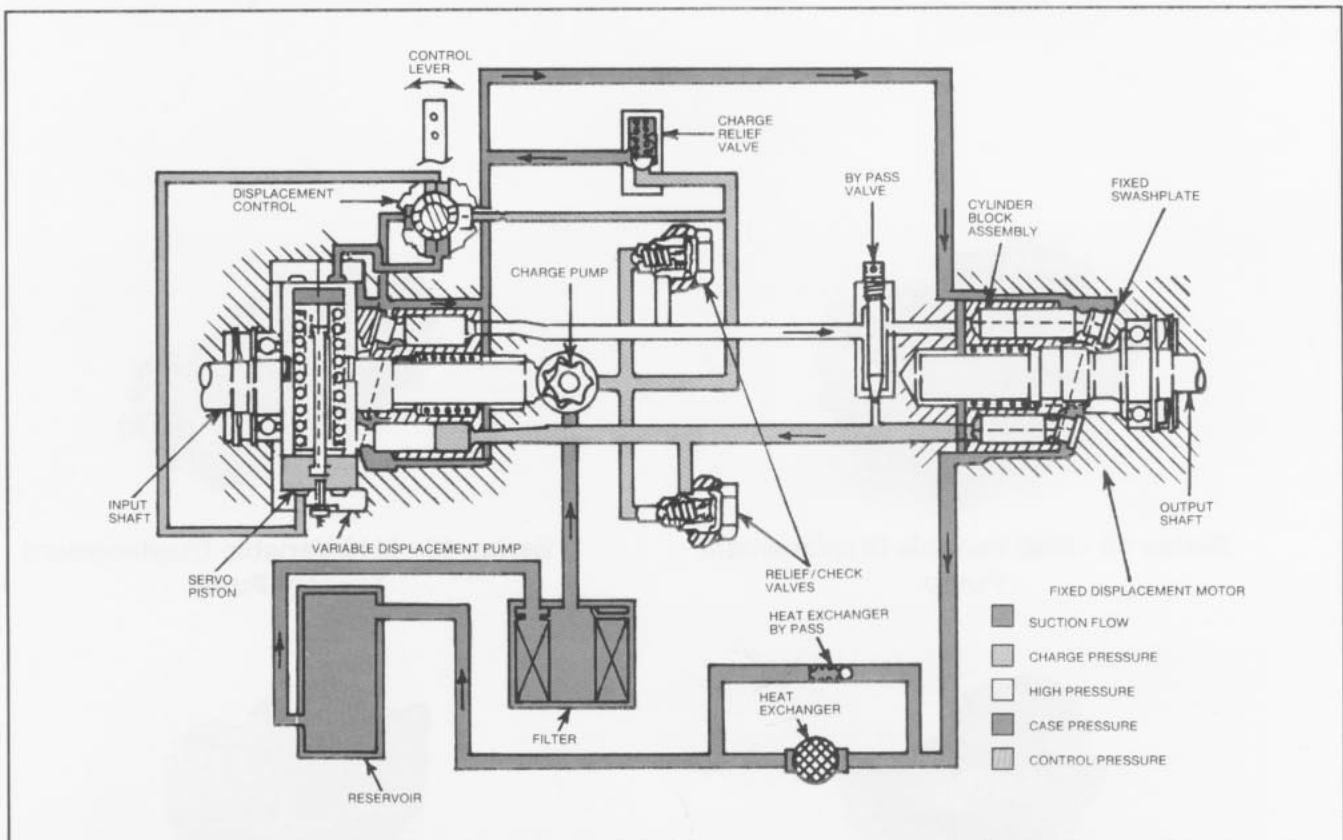 CONTROL
LEVER
CHARGE
RELIEF
VALVE
DISPLACEMENT
CONTROL
BY PASS
VALVE
FIXED
SWASHPLATE
CYLINDER
BLOCK
ASSEMBLY
CHARGE PUMP
INPUT
SHAFT
OUTPUT
SHAFT
VARIABLE DISPLACEMENT PUMP
SERVO
PISTON
RELIEF/CHECK
VALVES
FIXED DISPLACEMENT MOTOR
HEAT EXCHANGER
BY PASS
HEAT
EXCHANGER
FILTER
RESERVOIR
SUCTION FLOW
CHARGE PRESSURE
HIGH PRESSURE
CASE PRESSURE
CONTROL PRESSURE